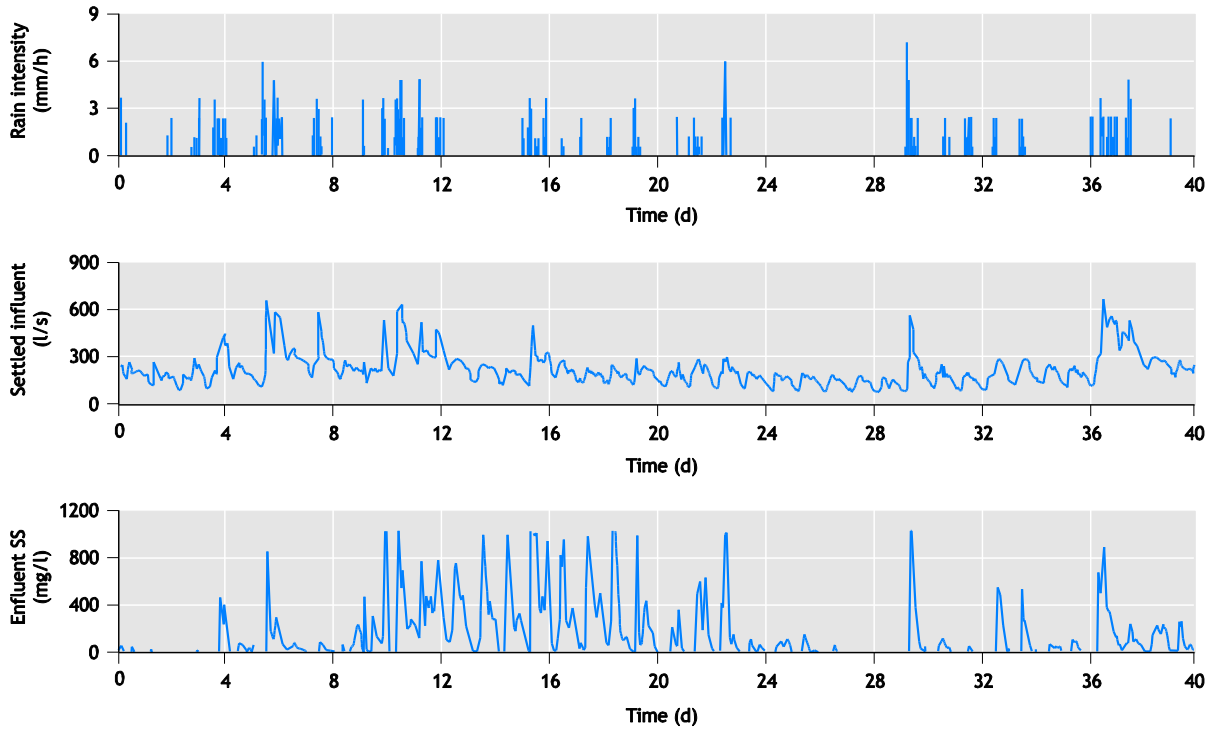 Rain intensity
(mm/h)
9
6
3
0
0 4 8 12 16 20 24 28 32 36 40
Time (d)
Settled influent
(l/s)
900
600
300
0
0 4 8 12 16 20 24 28 32 36 40
Time (d)
Enfluent SS
(mg/l)
1200
800
400
0
0 4 8 12 16 20 24 28 32 36 40
Time (d)